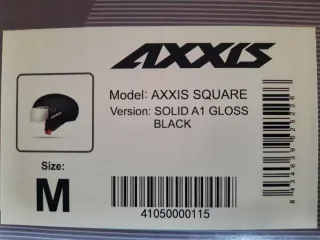 AXXIS
Model: AXXIS SQUARE
Version: SOLID A1 GLOSS
BLACK
Size:
M
41050000115